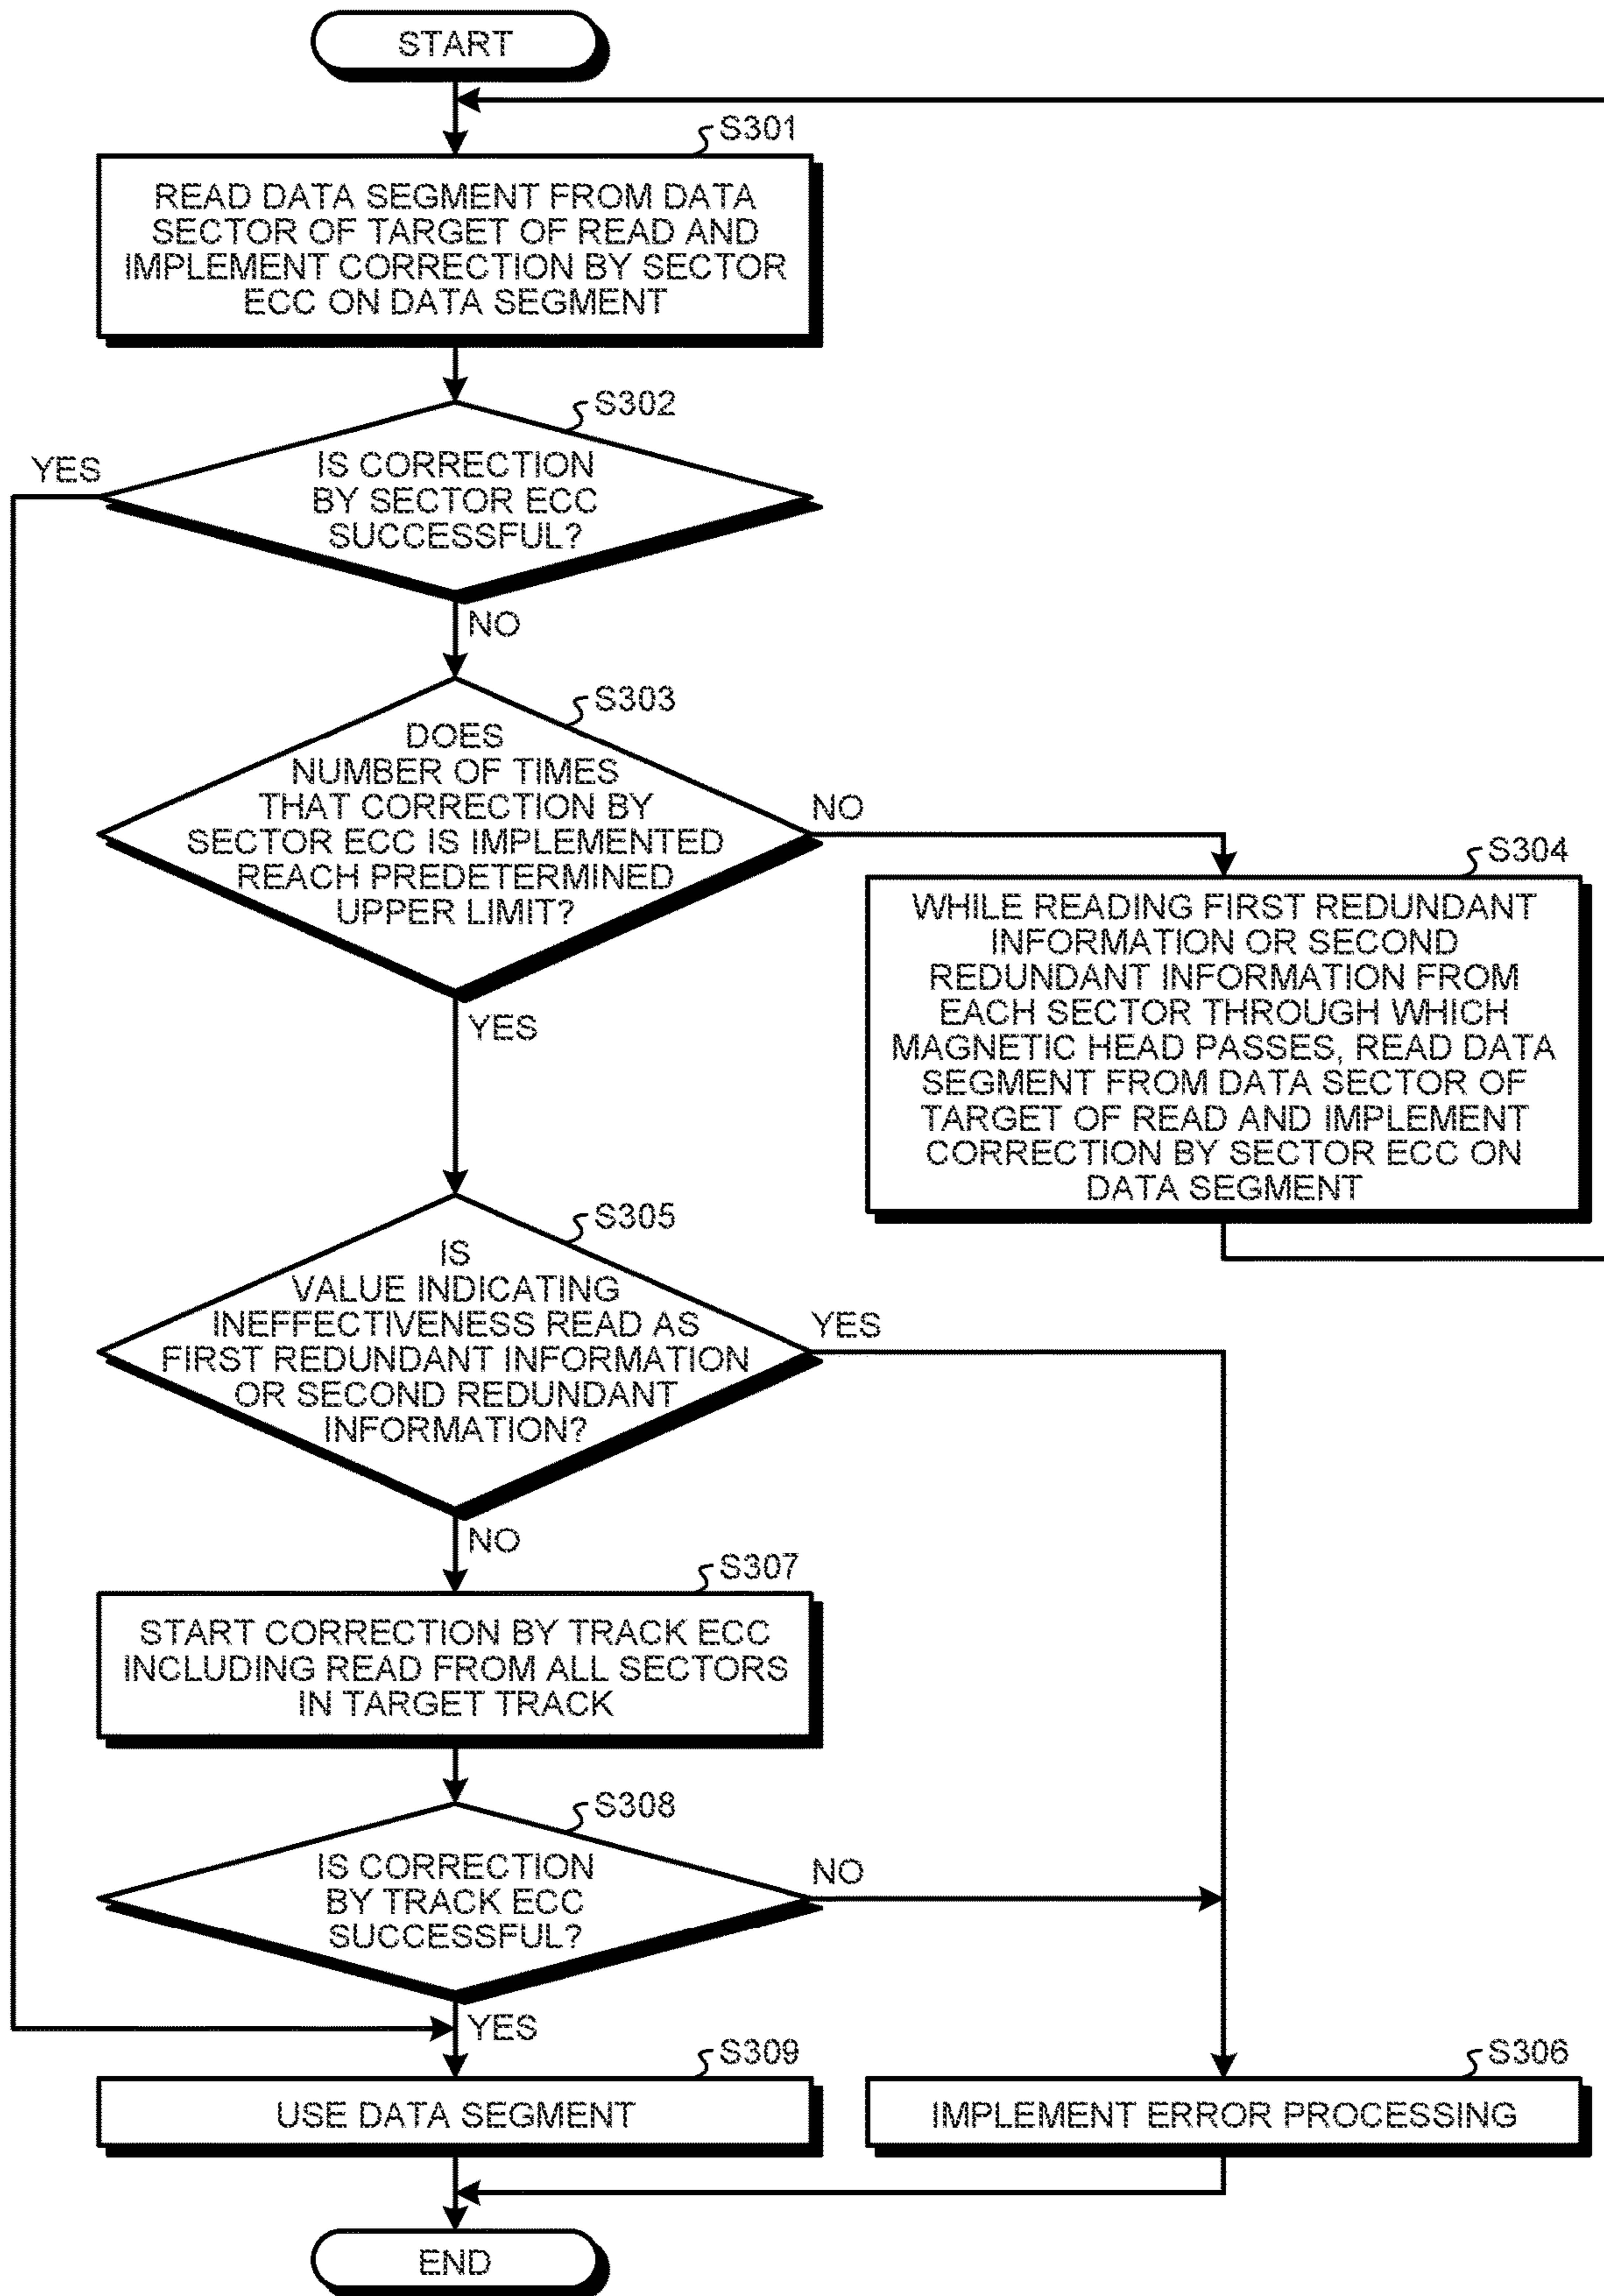 START
S301
READ DATA SEGMENT FROM DATA
SECTOR OF TARGET OF READ AND
IMPLEMENT CORRECTION BY SECTOR
ECC ON DATA SEGMENT
S302
YES
IS CORRECTION
BY SECTOR ECC
SUCCESSFUL?
NO
S303
DOES
NUMBER OF TIMES
THAT CORRECTION BY
SECTOR ECC IS IMPLEMENTED
REACH PREDETERMINED
UPPER LIMIT?
NO
YES
S304
WHILE READING FIRST REDUNDANT
INFORMATION OR SECOND
REDUNDANT INFORMATION FROM
EACH SECTOR THROUGH WHICH
MAGNETIC HEAD PASSES, READ DATA
SEGMENT FROM DATA SECTOR OF
TARGET OF READ AND IMPLEMENT
CORRECTION BY SECTOR ECC ON
DATA SEGMENT
S305
IS
VALUE INDICATING
INEFFECTIVENESS READ AS
FIRST REDUNDANT INFORMATION
OR SECOND REDUNDANT
INFORMATION?
YES
NO
S307
START CORRECTION BY TRACK ECC
INCLUDING READ FROM ALL SECTORS
IN TARGET TRACK
S308
IS CORRECTION
BY TRACK ECC
SUCCESSFUL?
NO
YES
S309
USE DATA SEGMENT
S306
IMPLEMENT ERROR PROCESSING
END